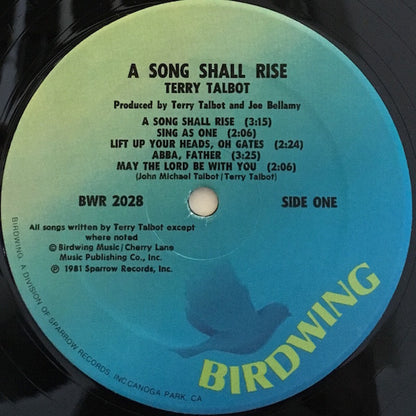 A SONG SHALL RISE
TERRY TALBOT
Produced by Terry Talbot and Joe Bellamy
A SONG SHALL RISE (3:15)
SING AS ONE (2:06)
LIFT UP YOUR HEADS, OH GATES (2:24)
ABBA, FATHER (3:25)
MAY THE LORD BE WITH YOU (2:06)
(John Michael Talbot/Terry Talbot)
BWR 2028
SIDE ONE
All songs written by Terry Talbot except
where noted
© Birdwing Music/Cherry Lane
Music Publishing Co., Inc.
℗ 1981 Sparrow Records, Inc.
BIRDWING, A DIVISION OF SPARROW RECORDS, INC. CANOGA PARK, CA
BIRDWING